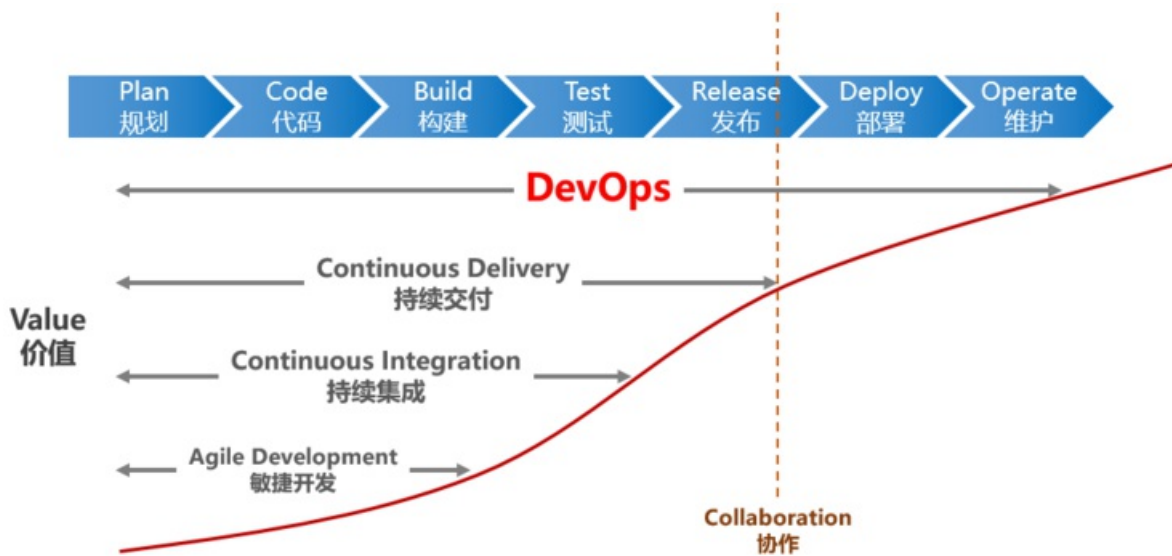 Plan
规划
Code
代码
Build
构建
Test
测试
Release
发布
Deploy
部署
Operate
维护
DevOps
Continuous Delivery
持续交付
Value
价值
Continuous Integration
持续集成
Agile Development
敏捷开发
Collaboration
协作